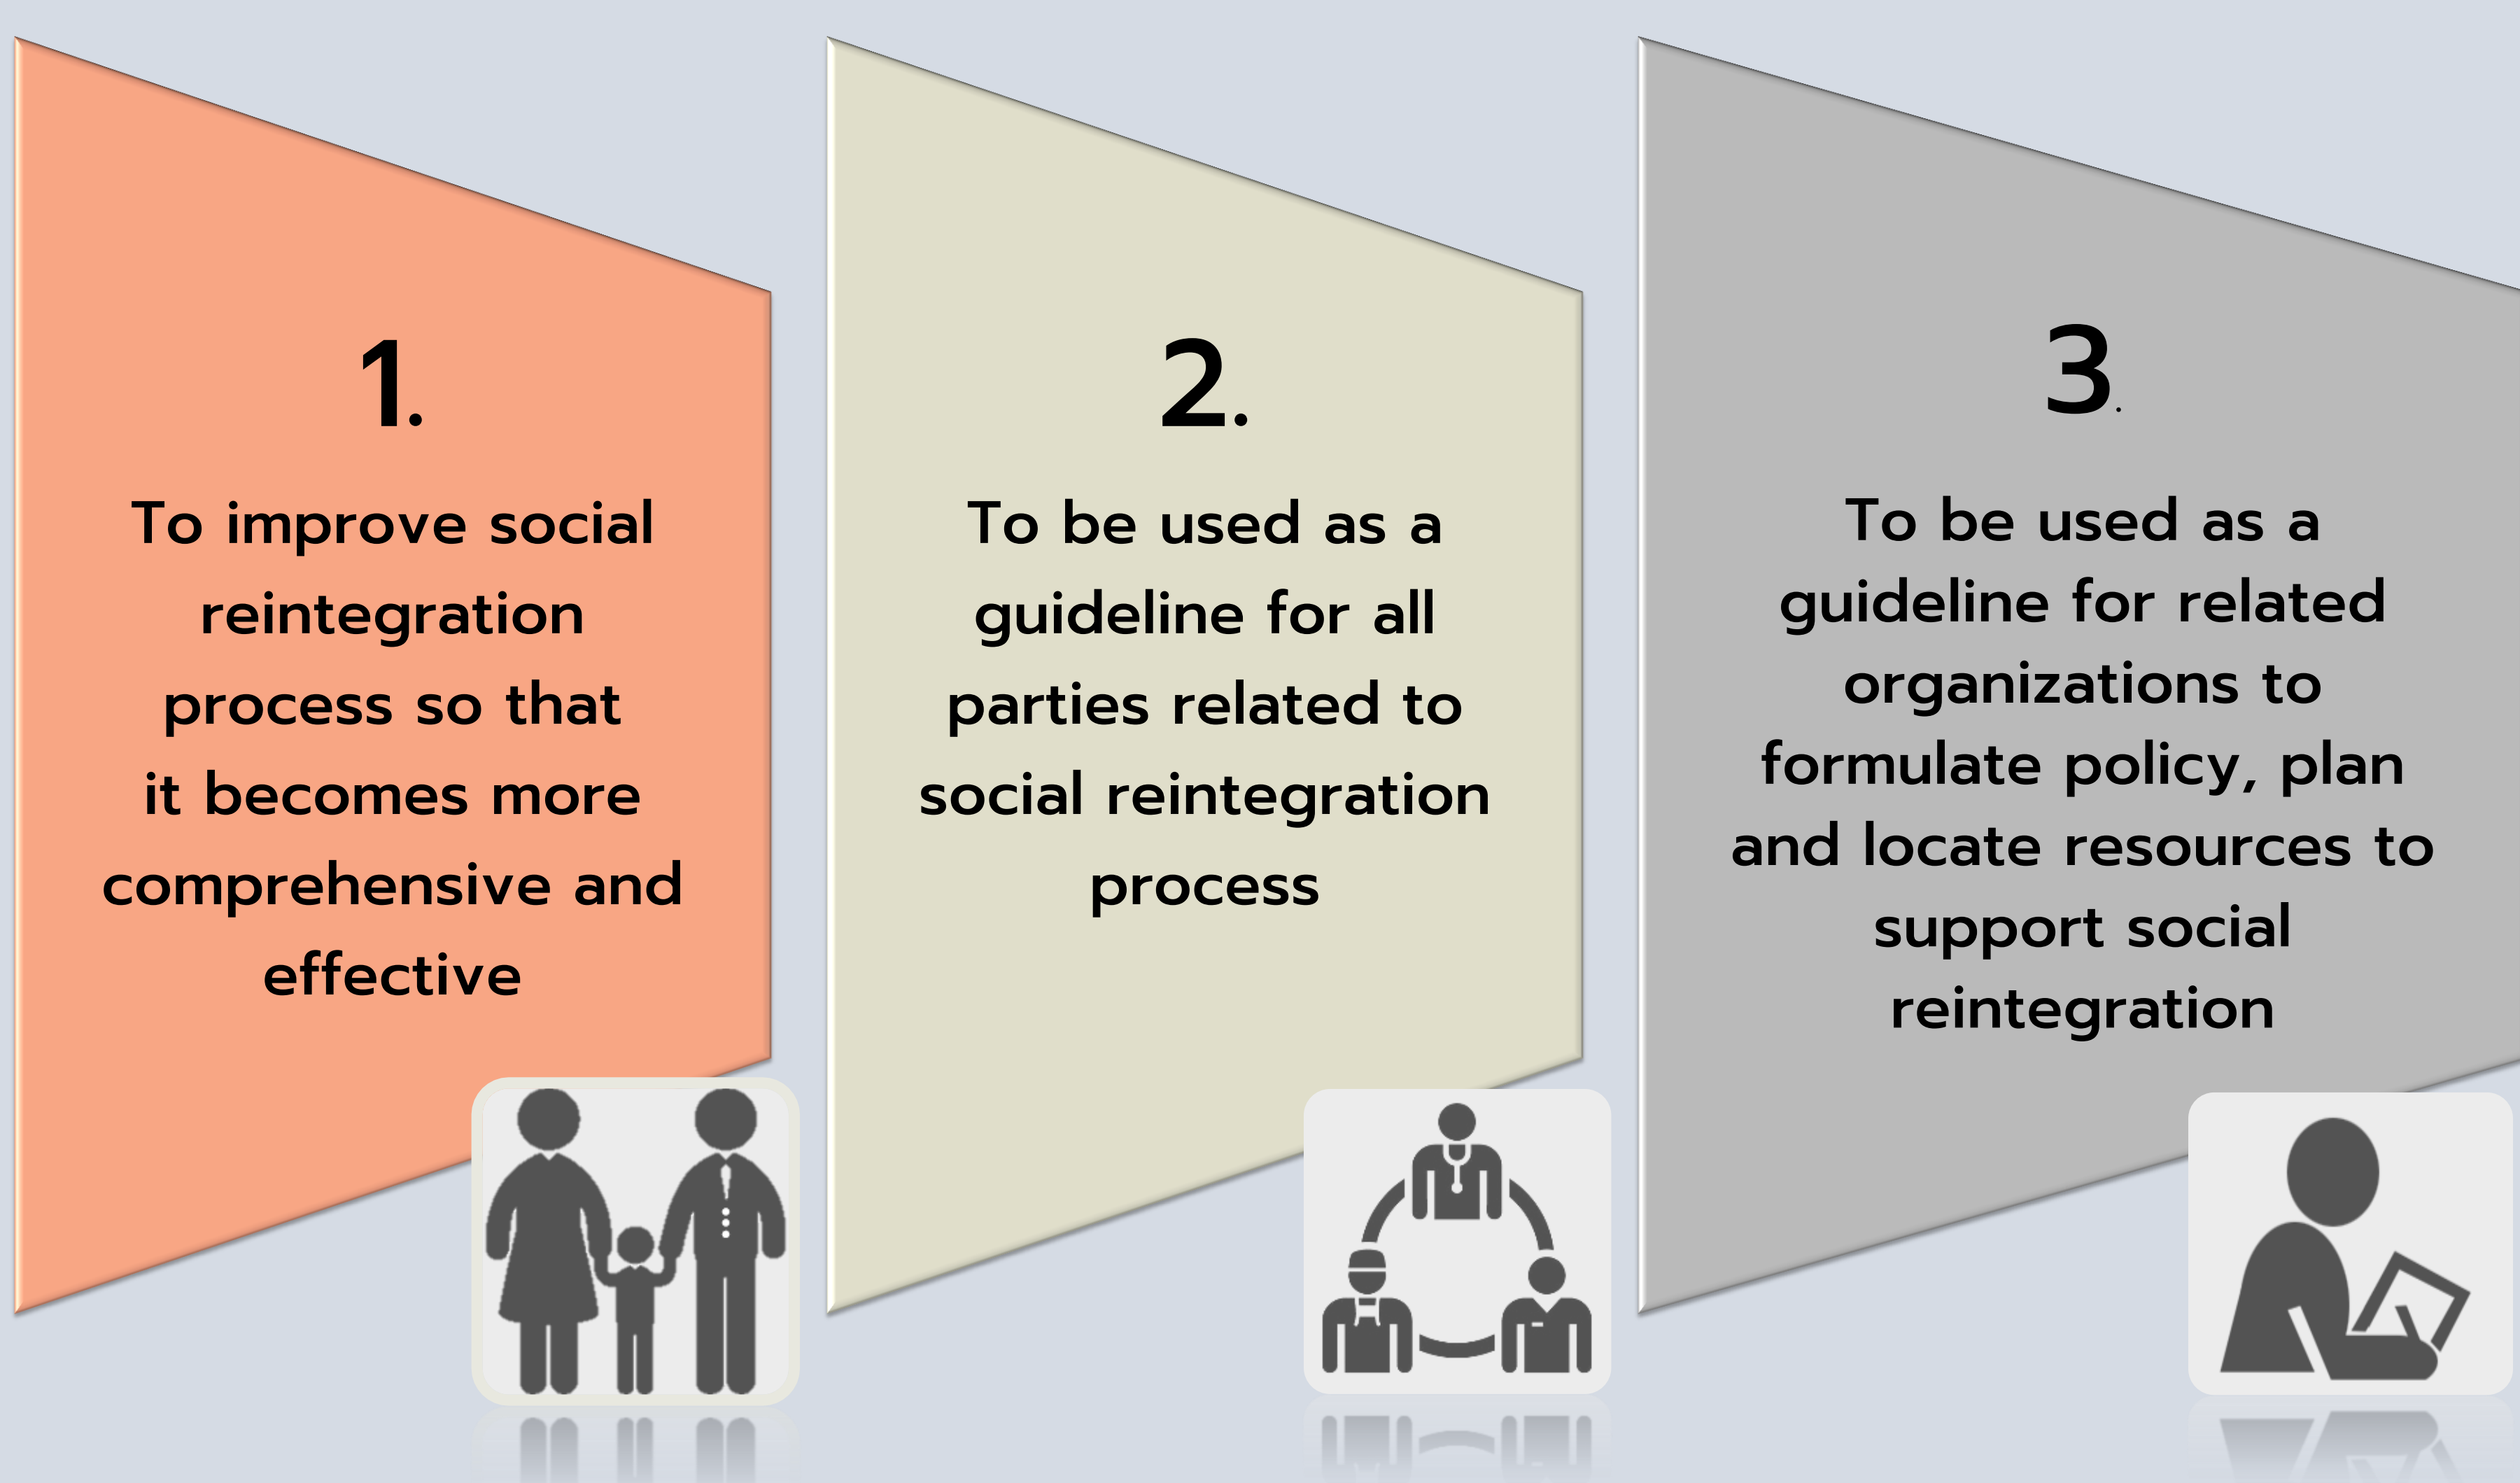 1.
To improve social
reintegration
process so that
it becomes more
comprehensive and
effective
2.
To be used as a
guideline for all
parties related to
social reintegration
process
3.
To be used as a
guideline for related
organizations to
formulate policy, plan
and locate resources to
support social
reintegration